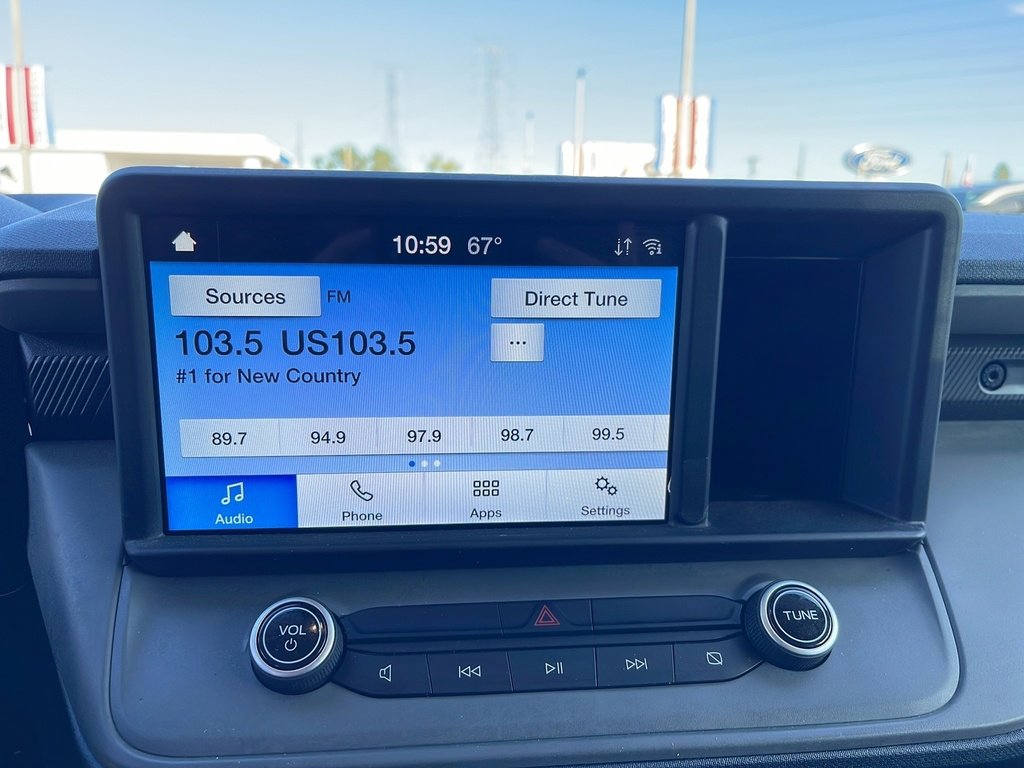 10:59 67°
Sources FM Direct Tune
103.5 US103.5 ...
#1 for New Country
89.7 94.9 97.9 98.7 99.5
Audio Phone Apps Settings
VOL
TUNE
Ford